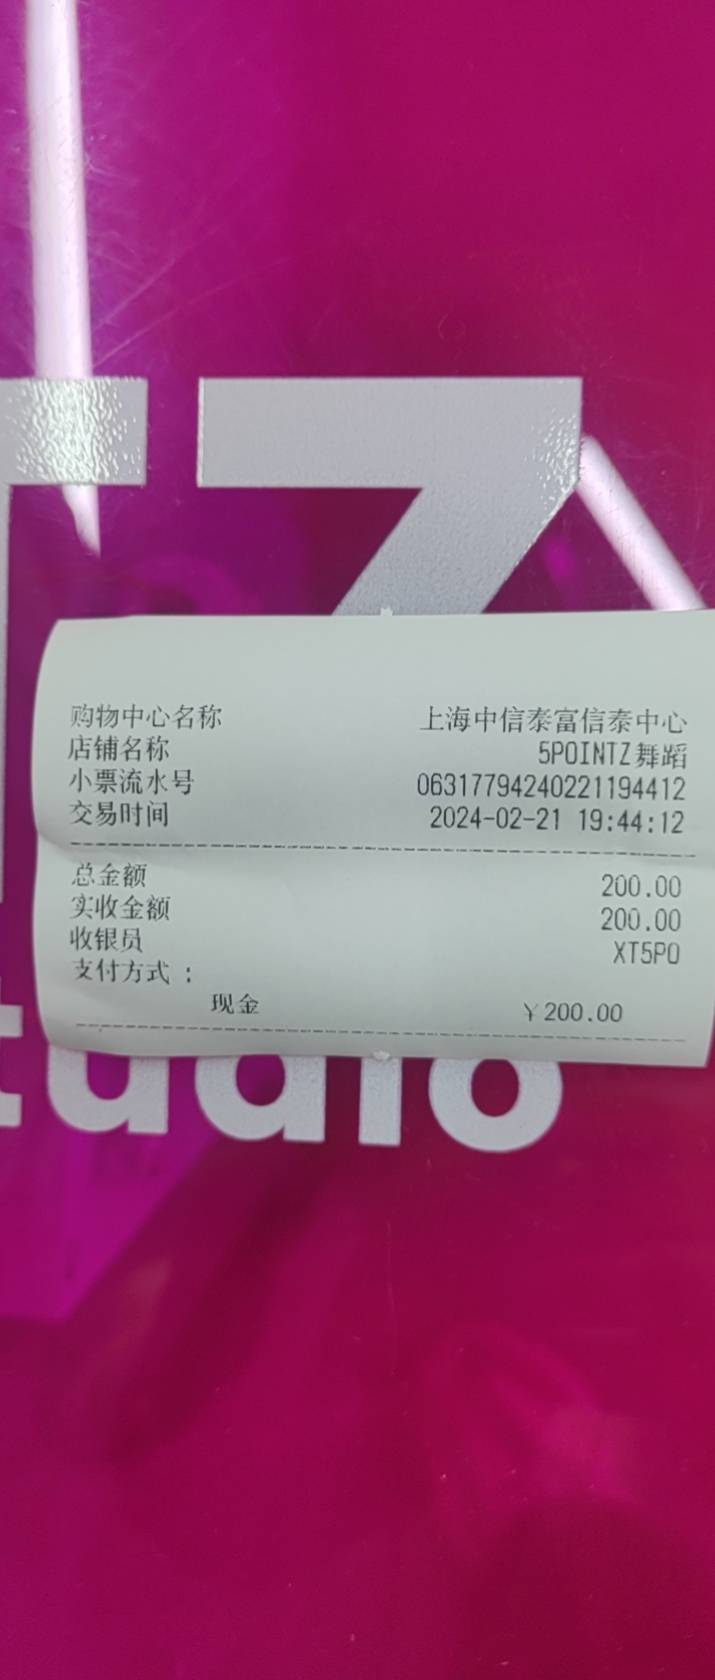 TZ
购物中心名称 上海中信泰富信泰中心
店铺名称 5POINTZ舞蹈
小票流水号 06317794240221194412
交易时间 2024-02-21 19:44:12
总金额 200.00
实收金额 200.00
收银员 XT5PO
支付方式：
现金 ￥200.00
tudio